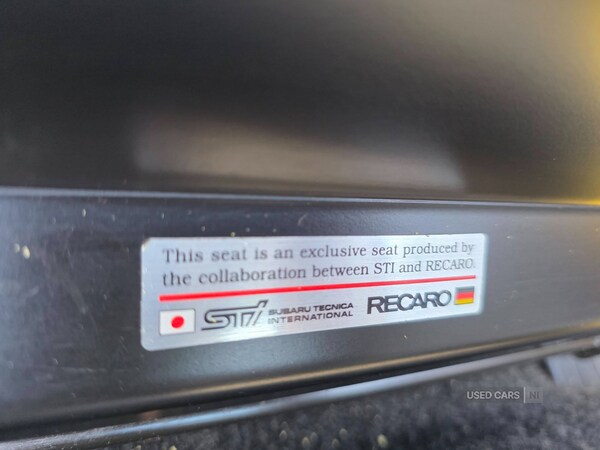 This seat is an exclusive seat produced by
the collaboration between STI and RECARO.
STI SUBARU TECNICA INTERNATIONAL RECARO
USED CARS NI